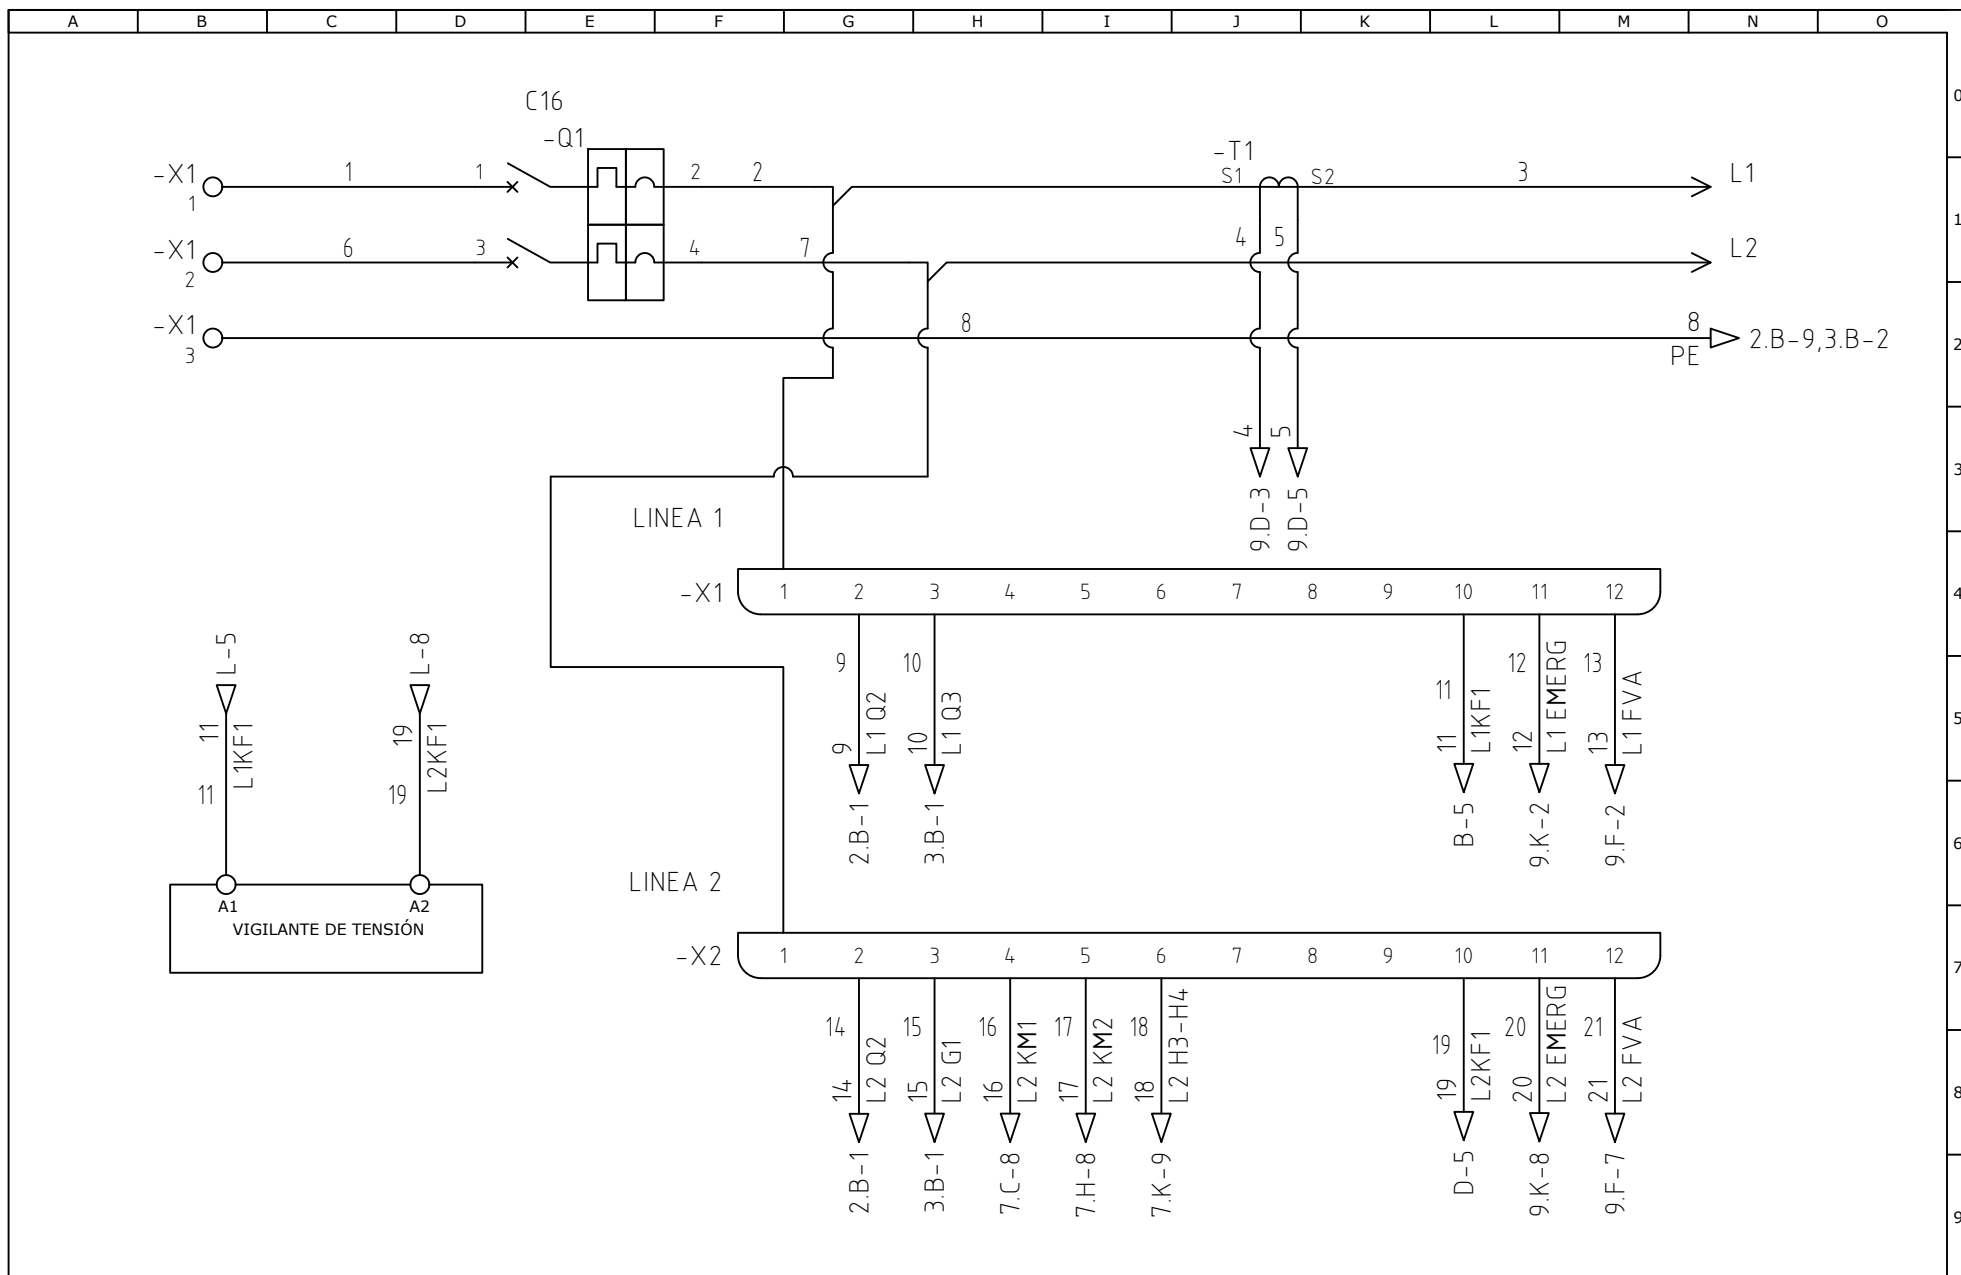 A B C D E F G H I J K L M N O
0
C16
-Q1
-T1
-X1 1 1 1 2 2 S1 S2 3 L1
1
-X1 6 3 4 7 4 5 L2
2
-X1 8 8 2.B-9,3.B-2
3 PE
2
4 5
3
9.D-3 9.D-5
LINEA 1
-X1 1 2 3 4 5 6 7 8 9 10 11 12
4
L-5 L-8
9 10 11 12 13
11 19
L1KF1 L2KF1
L1 Q2 L1 Q3 L1KF1 L1 EMERG L1 FVA
9 10 11 12 13
5
11 19
2.B-1 3.B-1 B-5 9.K-2 9.F-2
6
LINEA 2
A1 A2
VIGILANTE DE TENSIÓN
-X2 1 2 3 4 5 6 7 8 9 10 11 12
7
14 15 16 17 18 19 20 21
L2 Q2 L2 G1 L2 KM1 L2 KM2 L2 H3-H4 L2KF1 L2 EMERG L2 FVA
14 15 16 17 18 19 20 21
8
2.B-1 3.B-1 7.C-8 7.H-8 7.K-9 D-5 9.K-8 9.F-7
9